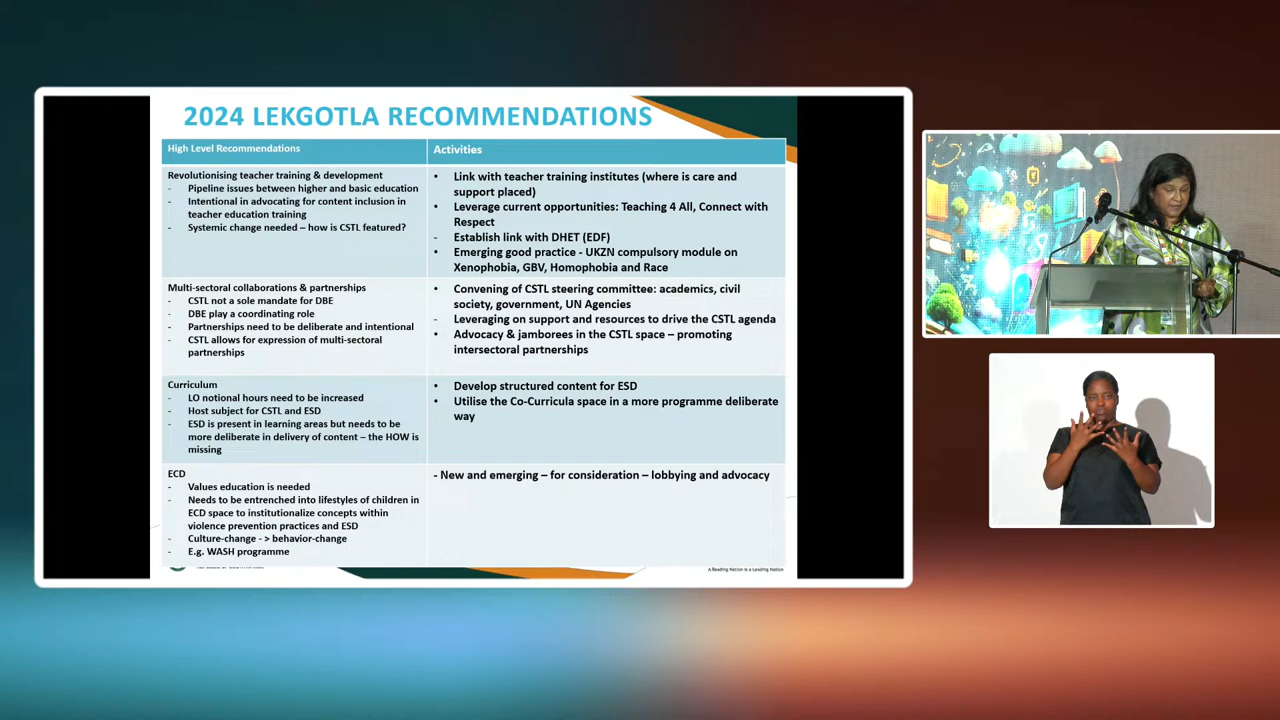 2024 LEKGOTLA RECOMMENDATIONS
High Level Recommendations
Activities
Revolutionising teacher training & development
- Pipeline issues between higher and basic education
- Intentional in advocating for content inclusion in
teacher education training
- Systemic change needed – how is CSTL featured?
• Link with teacher training institutes (where is care and
support placed)
• Leverage current opportunities: Teaching 4 All, Connect with
Respect
- Establish link with DHET (EDF)
• Emerging good practice - UKZN compulsory module on
Xenophobia, GBV, Homophobia and Race
Multi-sectoral collaborations & partnerships
- CSTL not a sole mandate for DBE
- DBE play a coordinating role
- Partnerships need to be deliberate and intentional
- CSTL allows for expression of multi-sectoral
partnerships
• Convening of CSTL steering committee: academics, civil
society, government, UN Agencies
- Leveraging on support and resources to drive the CSTL agenda
• Advocacy & jamborees in the CSTL space – promoting
intersectoral partnerships
Curriculum
- LO notional hours need to be increased
- Host subject for CSTL and ESD
- ESD is present in learning areas but needs to be
more deliberate in delivery of content – the HOW is
missing
• Develop structured content for ESD
• Utilise the Co-Curricula space in a more programme deliberate
way
ECD
- Values education is needed
- Needs to be entrenched into lifestyles of children in
ECD space to institutionalize concepts within
violence prevention practices and ESD
- Culture-change - > behavior-change
- E.g. WASH programme
- New and emerging – for consideration – lobbying and advocacy
A Reading Nation is a Leading Nation